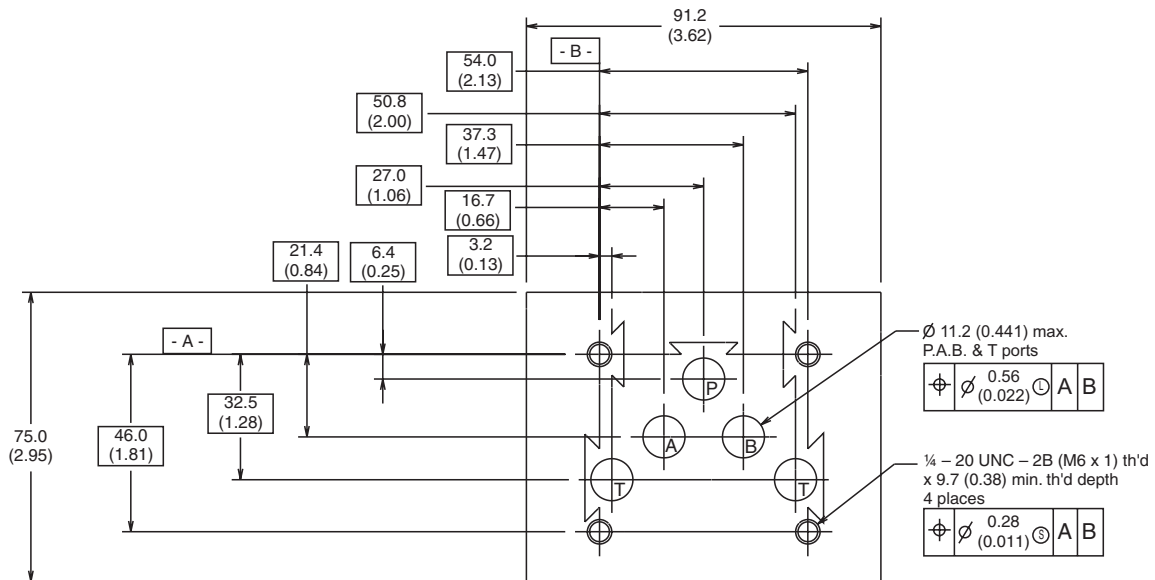 91.2
(3.62)
- B -
54.0
(2.13)
50.8
(2.00)
37.3
(1.47)
27.0
(1.06)
16.7
(0.66)
21.4
(0.84)
6.4
(0.25)
3.2
(0.13)
- A -
Ø 11.2 (0.441) max.
P.A.B. & T ports
⌖ Ø 0.56 (0.022) Ⓛ A B
P
32.5
(1.28)
75.0
(2.95)
46.0
(1.81)
A
B
¼ – 20 UNC – 2B (M6 x 1) th'd
x 9.7 (0.38) min. th'd depth
4 places
T
T
⌖ Ø 0.28 (0.011) Ⓢ A B